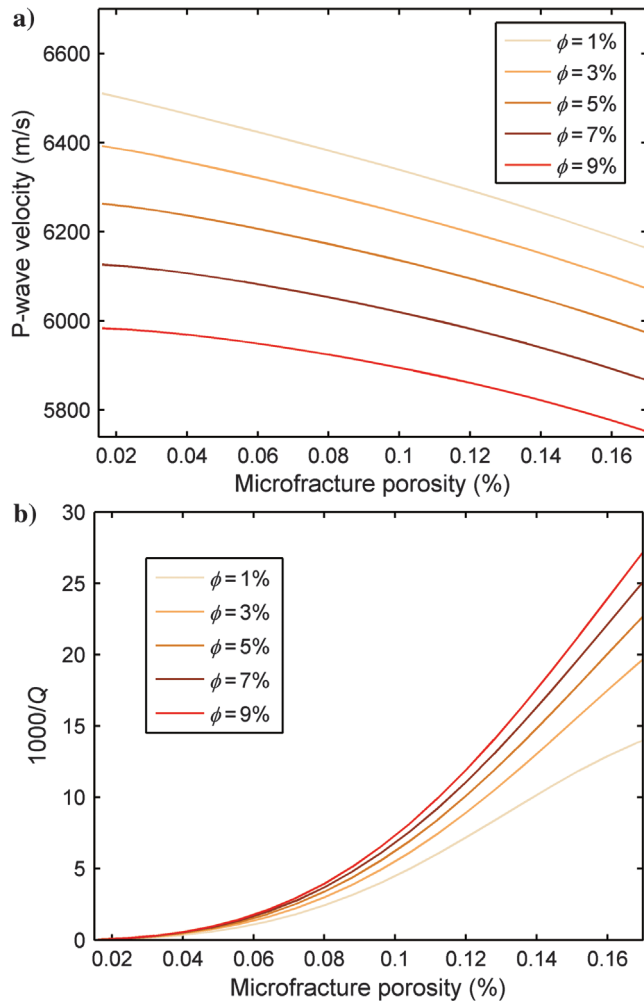 a)
6600
6400
6200
6000
5800
P-wave velocity (m/s)
ϕ = 1%
ϕ = 3%
ϕ = 5%
ϕ = 7%
ϕ = 9%
0.02 0.04 0.06 0.08 0.1 0.12 0.14 0.16
Microfracture porosity (%)
b)
30
25
20
15
10
5
0
1000/Q
ϕ = 1%
ϕ = 3%
ϕ = 5%
ϕ = 7%
ϕ = 9%
0.02 0.04 0.06 0.08 0.1 0.12 0.14 0.16
Microfracture porosity (%)